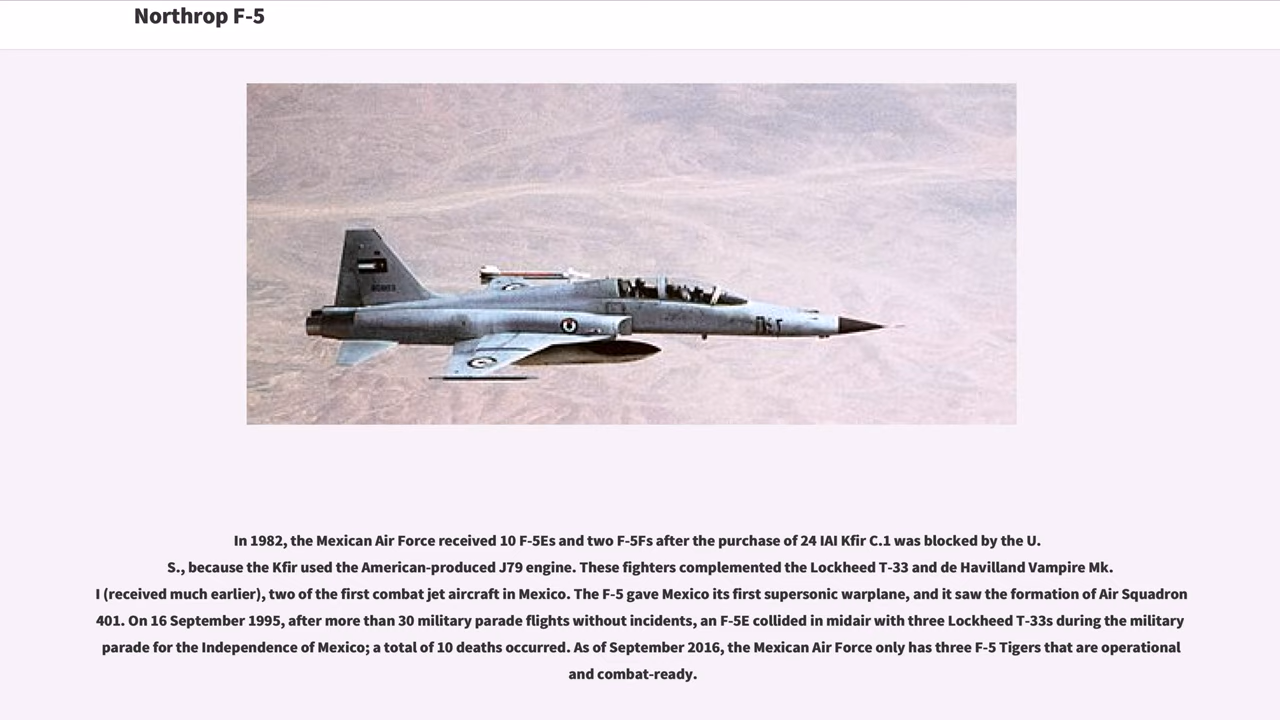 Northrop F-5
In 1982, the Mexican Air Force received 10 F-5Es and two F-5Fs after the purchase of 24 IAI Kfir C.1 was blocked by the U.
S., because the Kfir used the American-produced J79 engine. These fighters complemented the Lockheed T-33 and de Havilland Vampire Mk.
I (received much earlier), two of the first combat jet aircraft in Mexico. The F-5 gave Mexico its first supersonic warplane, and it saw the formation of Air Squadron
401. On 16 September 1995, after more than 30 military parade flights without incidents, an F-5E collided in midair with three Lockheed T-33s during the military
parade for the Independence of Mexico; a total of 10 deaths occurred. As of September 2016, the Mexican Air Force only has three F-5 Tigers that are operational
and combat-ready.